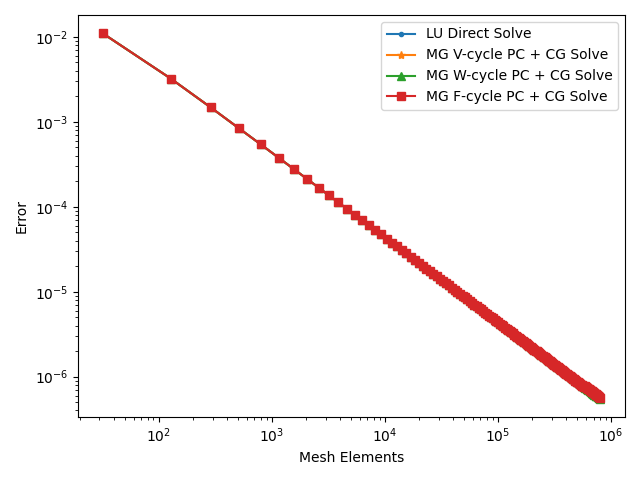 LU Direct Solve
MG V-cycle PC + CG Solve
MG W-cycle PC + CG Solve
MG F-cycle PC + CG Solve
Error
10⁻²
10⁻³
10⁻⁴
10⁻⁵
10⁻⁶
10² 10³ 10⁴ 10⁵ 10⁶
Mesh Elements